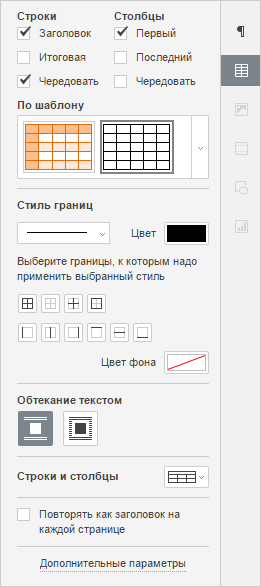 Строки Столбцы
Заголовок Первый
Итоговая Последний
Чередовать Чередовать
По шаблону
Стиль границ
Цвет
Выберите границы, к которым надо
применить выбранный стиль
Цвет фона
Обтекание текстом
Строки и столбцы
Повторять как заголовок на
каждой странице
Дополнительные параметры